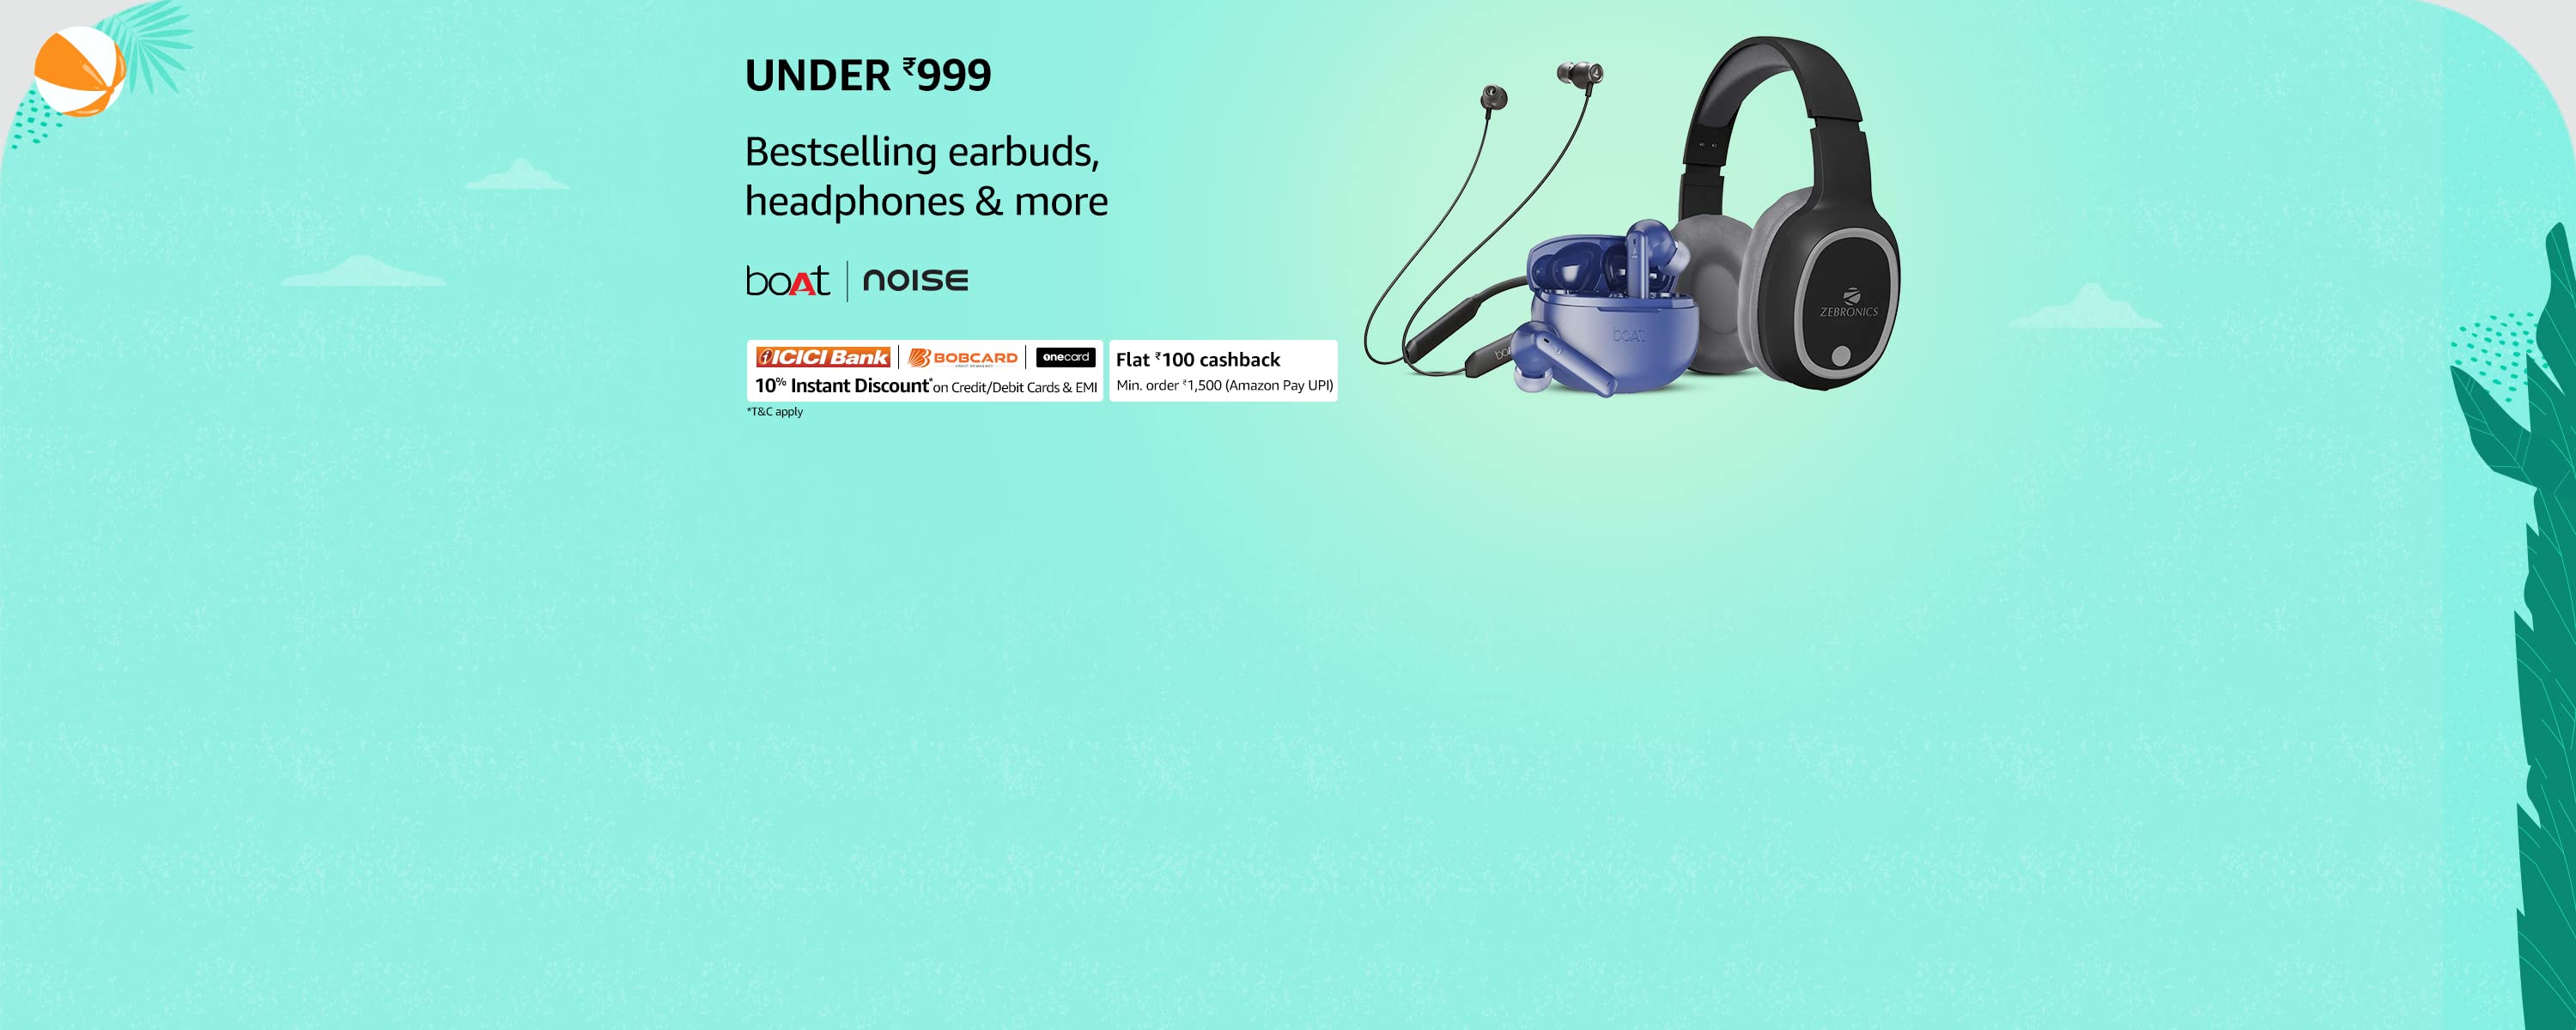 UNDER ₹999
Bestselling earbuds,
headphones & more
boAt | noise
ICICI Bank | BOBCARD | onecard
10% Instant Discount* on Credit/Debit Cards & EMI
Flat ₹100 cashback
Min. order ₹1,500 (Amazon Pay UPI)
*T&C apply
boAt
ZEBRONICS